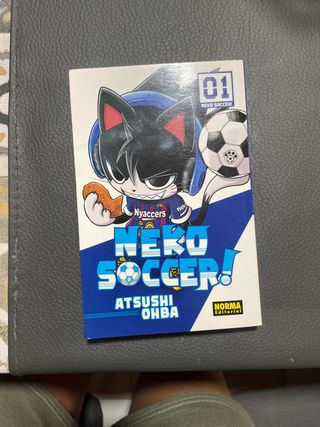 01
NEKO SOCCER!
Nyaccers
NEKO
SOCCER!
ATSUSHI
OHBA
NORMA
Editorial